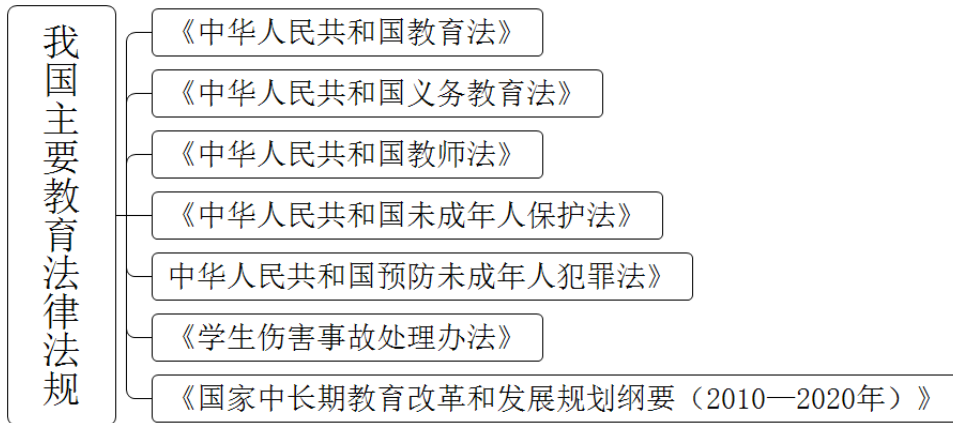 我国主要教育法律法规
《中华人民共和国教育法》
《中华人民共和国义务教育法》
《中华人民共和国教师法》
《中华人民共和国未成年人保护法》
中华人民共和国预防未成年人犯罪法》
《学生伤害事故处理办法》
《国家中长期教育改革和发展规划纲要（2010—2020年）》